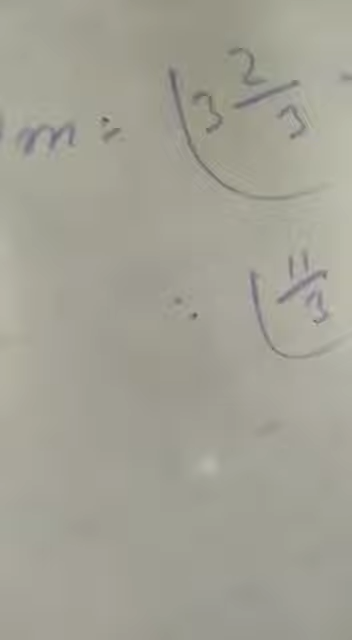 m = (3 2/3 -
= (11/3